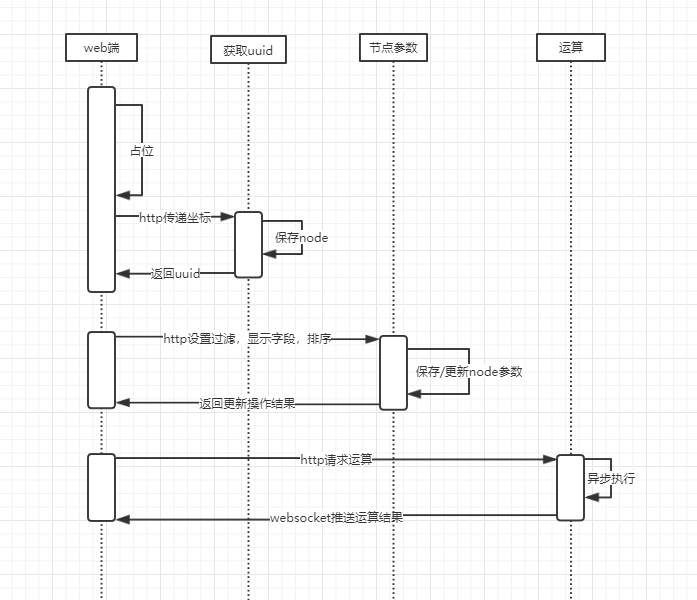 web端
获取uuid
节点参数
运算
占位
http传递坐标
保存node
返回uuid
http设置过滤，显示字段，排序
保存/更新node参数
返回更新操作结果
http请求运算
异步执行
websocket推送运算结果